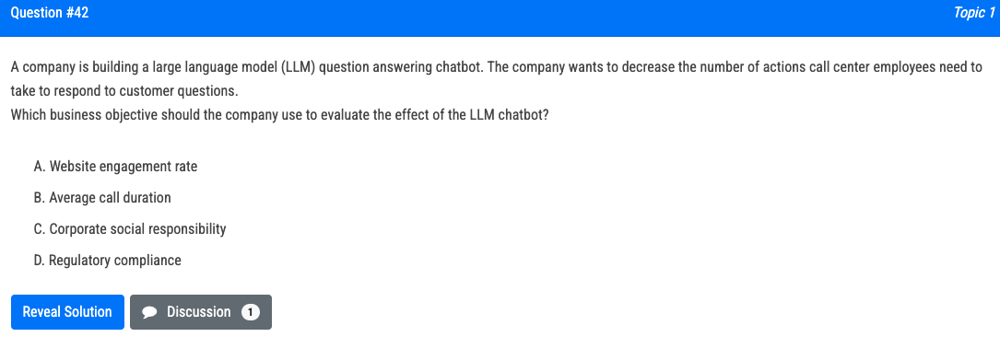 Question #42
Topic 1
A company is building a large language model (LLM) question answering chatbot. The company wants to decrease the number of actions call center employees need to
take to respond to customer questions.
Which business objective should the company use to evaluate the effect of the LLM chatbot?
A. Website engagement rate
B. Average call duration
C. Corporate social responsibility
D. Regulatory compliance
Reveal Solution
Discussion 1